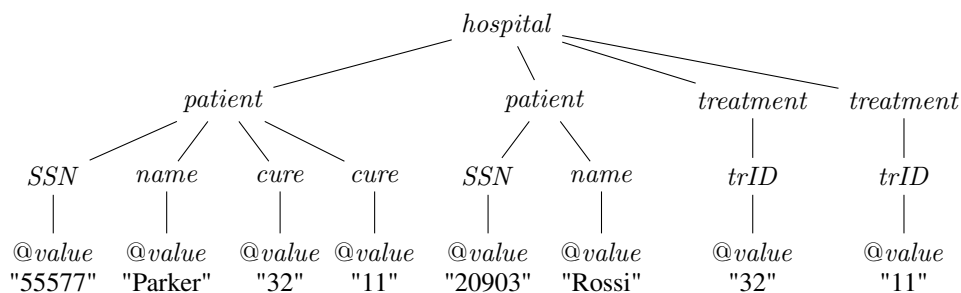 hospital
patient patient treatment treatment
SSN name cure cure SSN name trID trID
@value @value @value @value @value @value @value @value
"55577" "Parker" "32" "11" "20903" "Rossi" "32" "11"